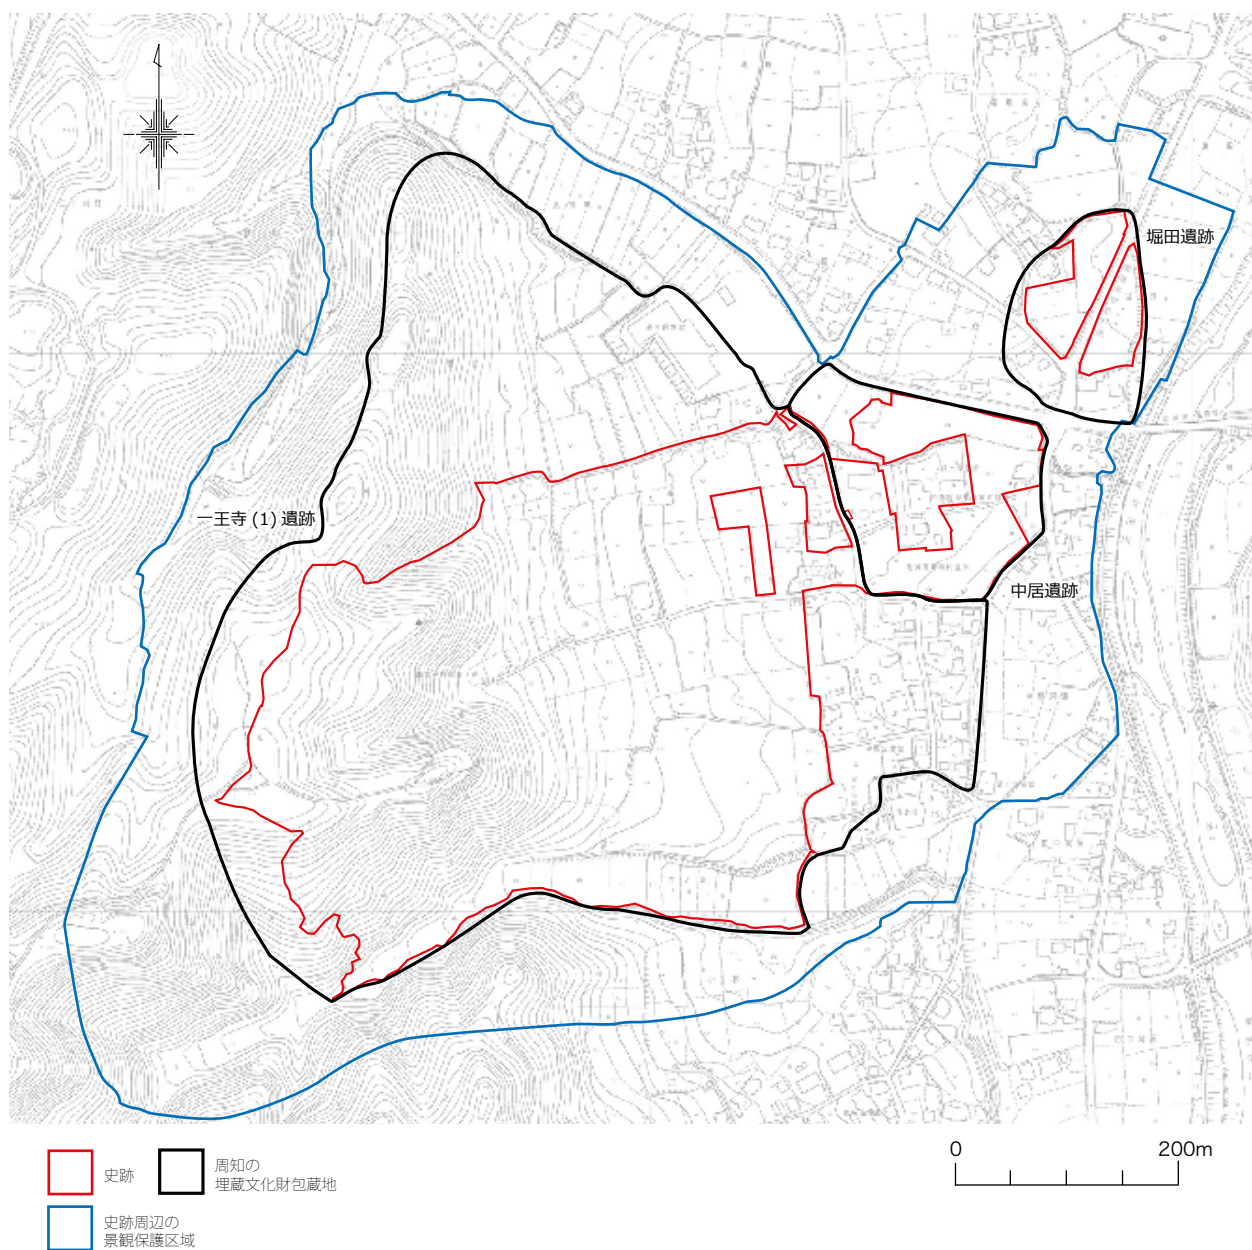 堀田遺跡
一王寺 (1) 遺跡
中居遺跡
史跡
周知の
埋蔵文化財包蔵地
史跡周辺の
景観保護区域
0 200m